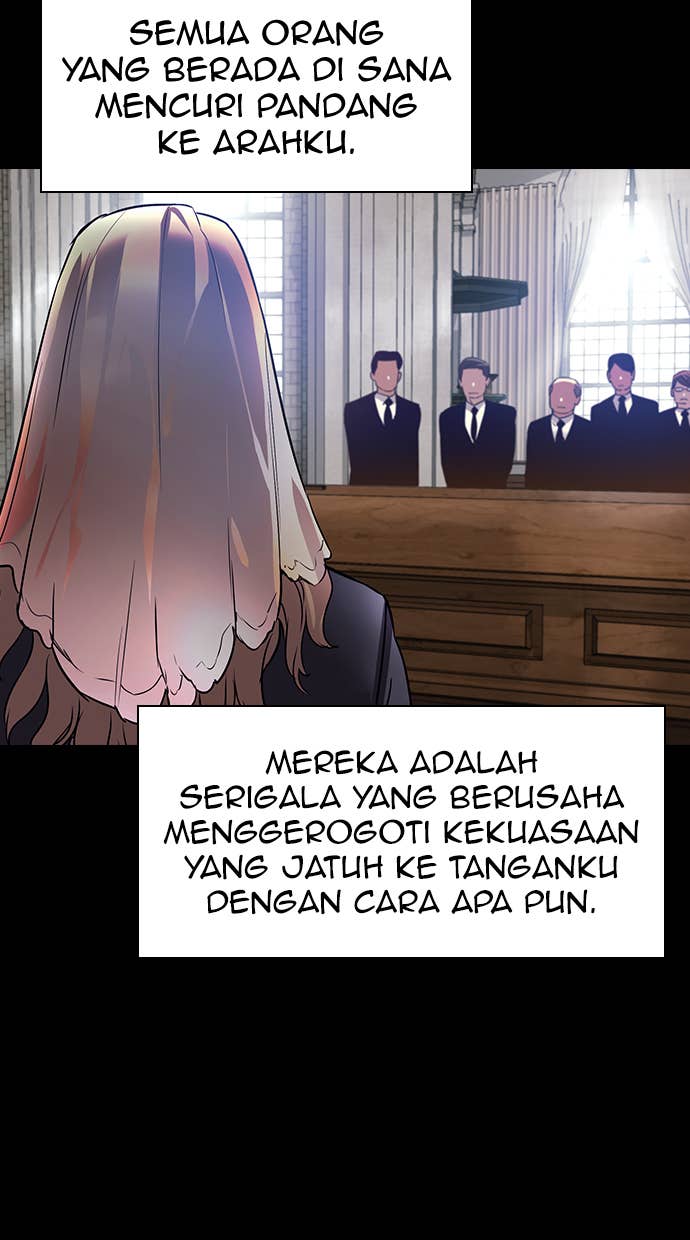 SEMUA ORANG
YANG BERADA DI SANA
MENCURI PANDANG
KE ARAHKU.
MEREKA ADALAH
SERIGALA YANG BERUSAHA
MENGGEROGOTI KEKUASAAN
YANG JATUH KE TANGANKU
DENGAN CARA APA PUN.